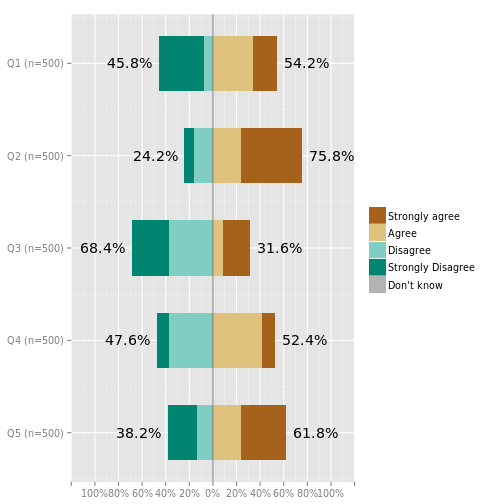 Q1 (n=500)
45.8%
54.2%
Q2 (n=500)
24.2%
75.8%
Q3 (n=500)
68.4%
31.6%
Q4 (n=500)
47.6%
52.4%
Q5 (n=500)
38.2%
61.8%
100% 80% 60% 40% 20% 0% 20% 40% 60% 80% 100%
Strongly agree
Agree
Disagree
Strongly Disagree
Don't know